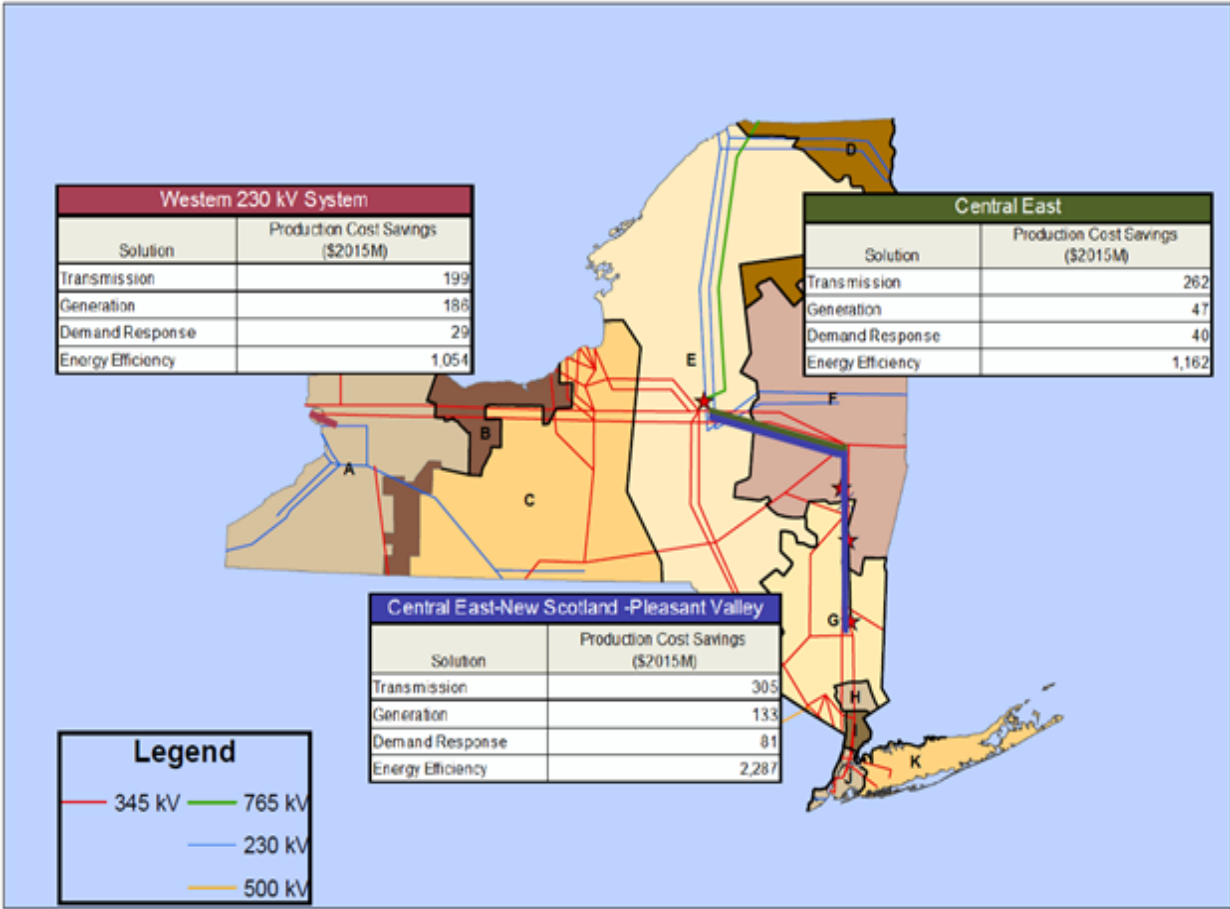 D
Western 230 kV System
Solution Production Cost Savings
($2015M)
Transmission 199
Generation 186
Demand Response 29
Energy Efficiency 1,054
Central East
Solution Production Cost Savings
($2015M)
Transmission 262
Generation 47
Demand Response 40
Energy Efficiency 1,162
E
F
B
A
C
G
Central East-New Scotland -Pleasant Valley
Solution Production Cost Savings
($2015M)
Transmission 305
Generation 133
Demand Response 81
Energy Efficiency 2,287
H
I
J
K
Legend
345 kV 765 kV
230 kV
500 kV